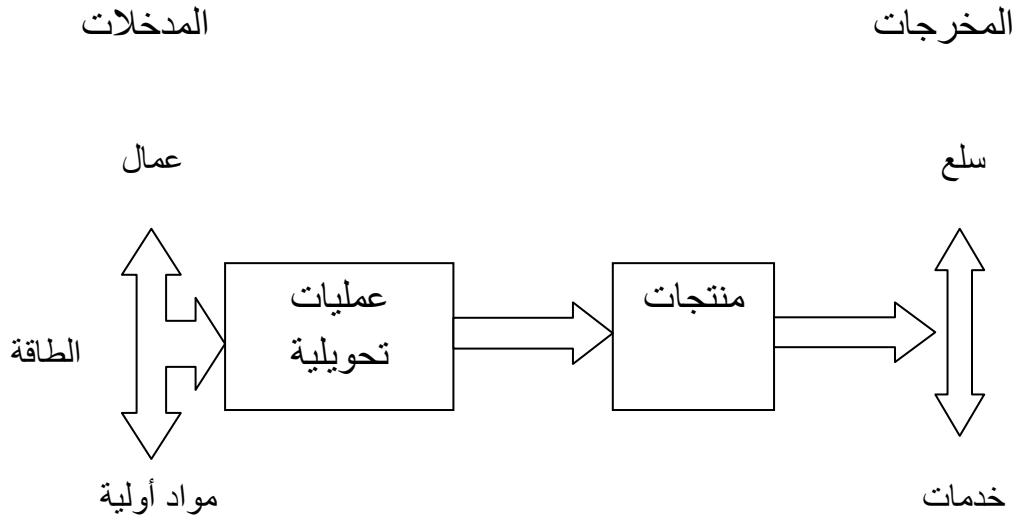 المخرجات
المدخلات
سلع
عمال
منتجات
عمليات
تحويلية
الطاقة
خدمات
مواد أولية